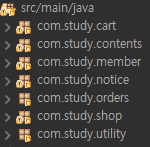 src/main/java
com.study.cart
com.study.contents
com.study.member
com.study.notice
com.study.orders
com.study.shop
com.study.utility